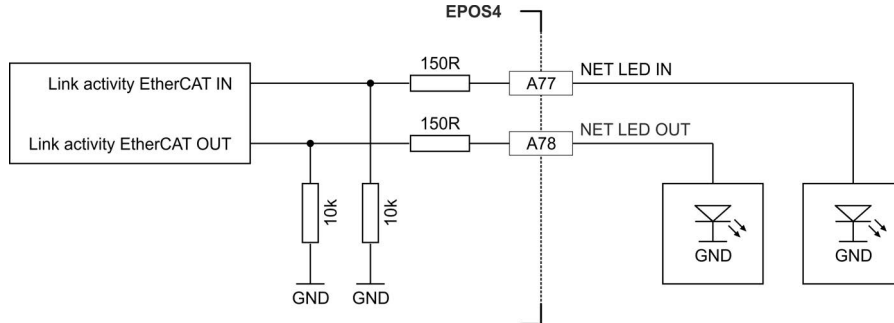 EPOS4
150R
NET LED IN
Link activity EtherCAT IN
A77
150R
NET LED OUT
Link activity EtherCAT OUT
A78
10k
10k
GND
GND
GND
GND